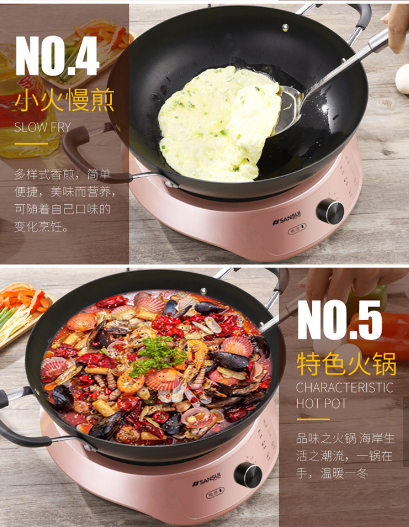 NO.4
小火慢煎
SLOW FRY
多样式香煎，简单
便捷，美味而营养，
可随着自己口味的
变化烹饪。
SANSUI
NO.5
特色火锅
CHARACTERISTIC
HOT POT
品味之火锅 海岸生
活之潮流，一锅在
手，温暖一冬
SANSUI